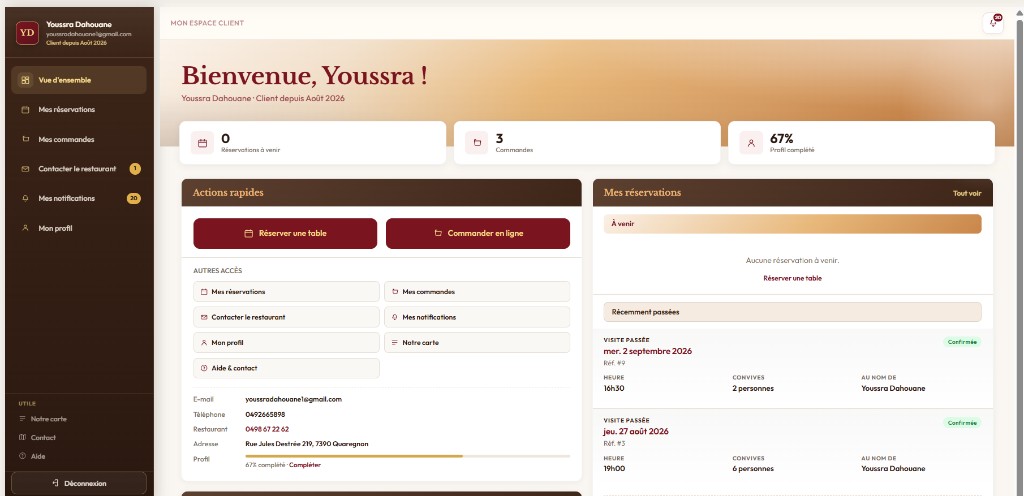 YD
Youssra Dahouane
youssradahouane1@gmail.com
Client depuis Août 2026
Vue d'ensemble
Mes réservations
Mes commandes
Contacter le restaurant 1
Mes notifications 20
Mon profil
UTILE
Notre carte
Contact
Aide
Déconnexion
MON ESPACE CLIENT
20
Bienvenue, Youssra !
Youssra Dahouane · Client depuis Août 2026
0
Réservations à venir
3
Commandes
67%
Profil complété
Actions rapides
Réserver une table
Commander en ligne
AUTRES ACCÈS
Mes réservations
Mes commandes
Contacter le restaurant
Mes notifications
Mon profil
Notre carte
Aide & contact
E-mail youssradahouane1@gmail.com
Téléphone 0492665898
Restaurant 0498 67 22 62
Adresse Rue Jules Destrée 219, 7390 Quaregnon
Profil
67% complété · Compléter
Mes réservations
Tout voir
À venir
Aucune réservation à venir.
Réserver une table
Récemment passées
VISITE PASSÉE
Confirmée
mer. 2 septembre 2026
Réf. #9
HEURE CONVIVES AU NOM DE
16h30 2 personnes Youssra Dahouane
VISITE PASSÉE
Confirmée
jeu. 27 août 2026
Réf. #3
HEURE CONVIVES AU NOM DE
19h00 6 personnes Youssra Dahouane